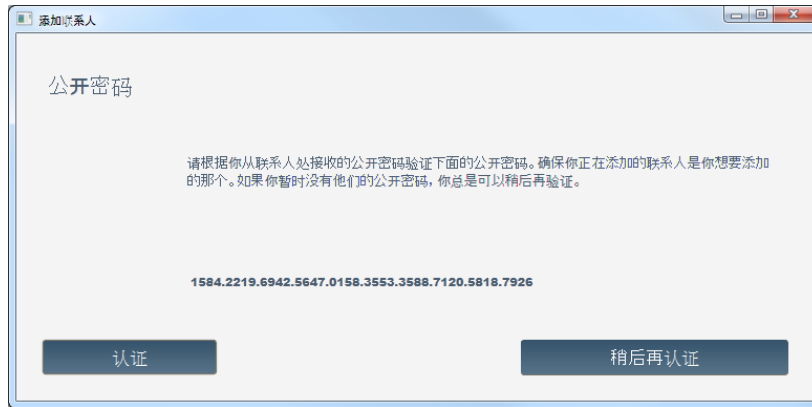 添加联系人
公开密码
请根据你从联系人处接收的公开密码验证下面的公开密码。确保你正在添加的联系人是你想要添加
的那个。如果你暂时没有他们的公开密码，你总是可以稍后再验证。
1584.2219.6942.5647.0158.3553.3588.7120.5818.7926
认证
稍后再认证